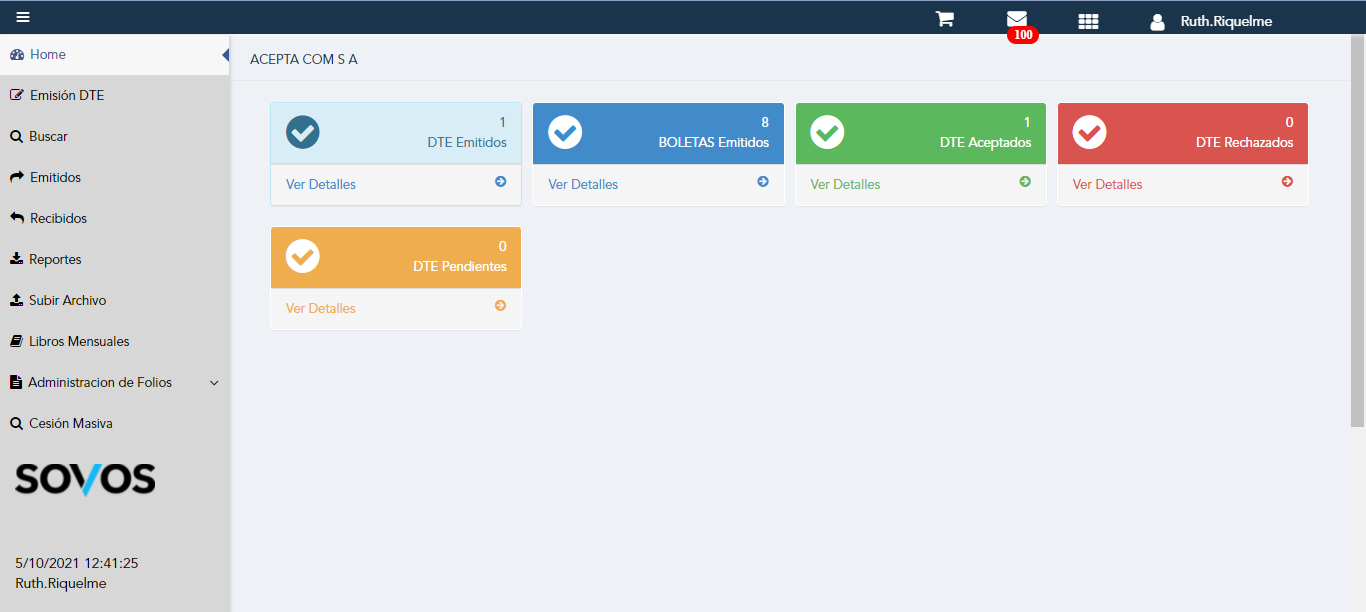 Ruth.Riquelme
100
Home
Emisión DTE
Buscar
Emitidos
Recibidos
Reportes
Subir Archivo
Libros Mensuales
Administracion de Folios
Cesión Masiva
SOVOS
5/10/2021 12:41:25
Ruth.Riquelme
ACEPTA COM S A
1
DTE Emitidos
Ver Detalles
8
BOLETAS Emitidos
Ver Detalles
1
DTE Aceptados
Ver Detalles
0
DTE Rechazados
Ver Detalles
0
DTE Pendientes
Ver Detalles